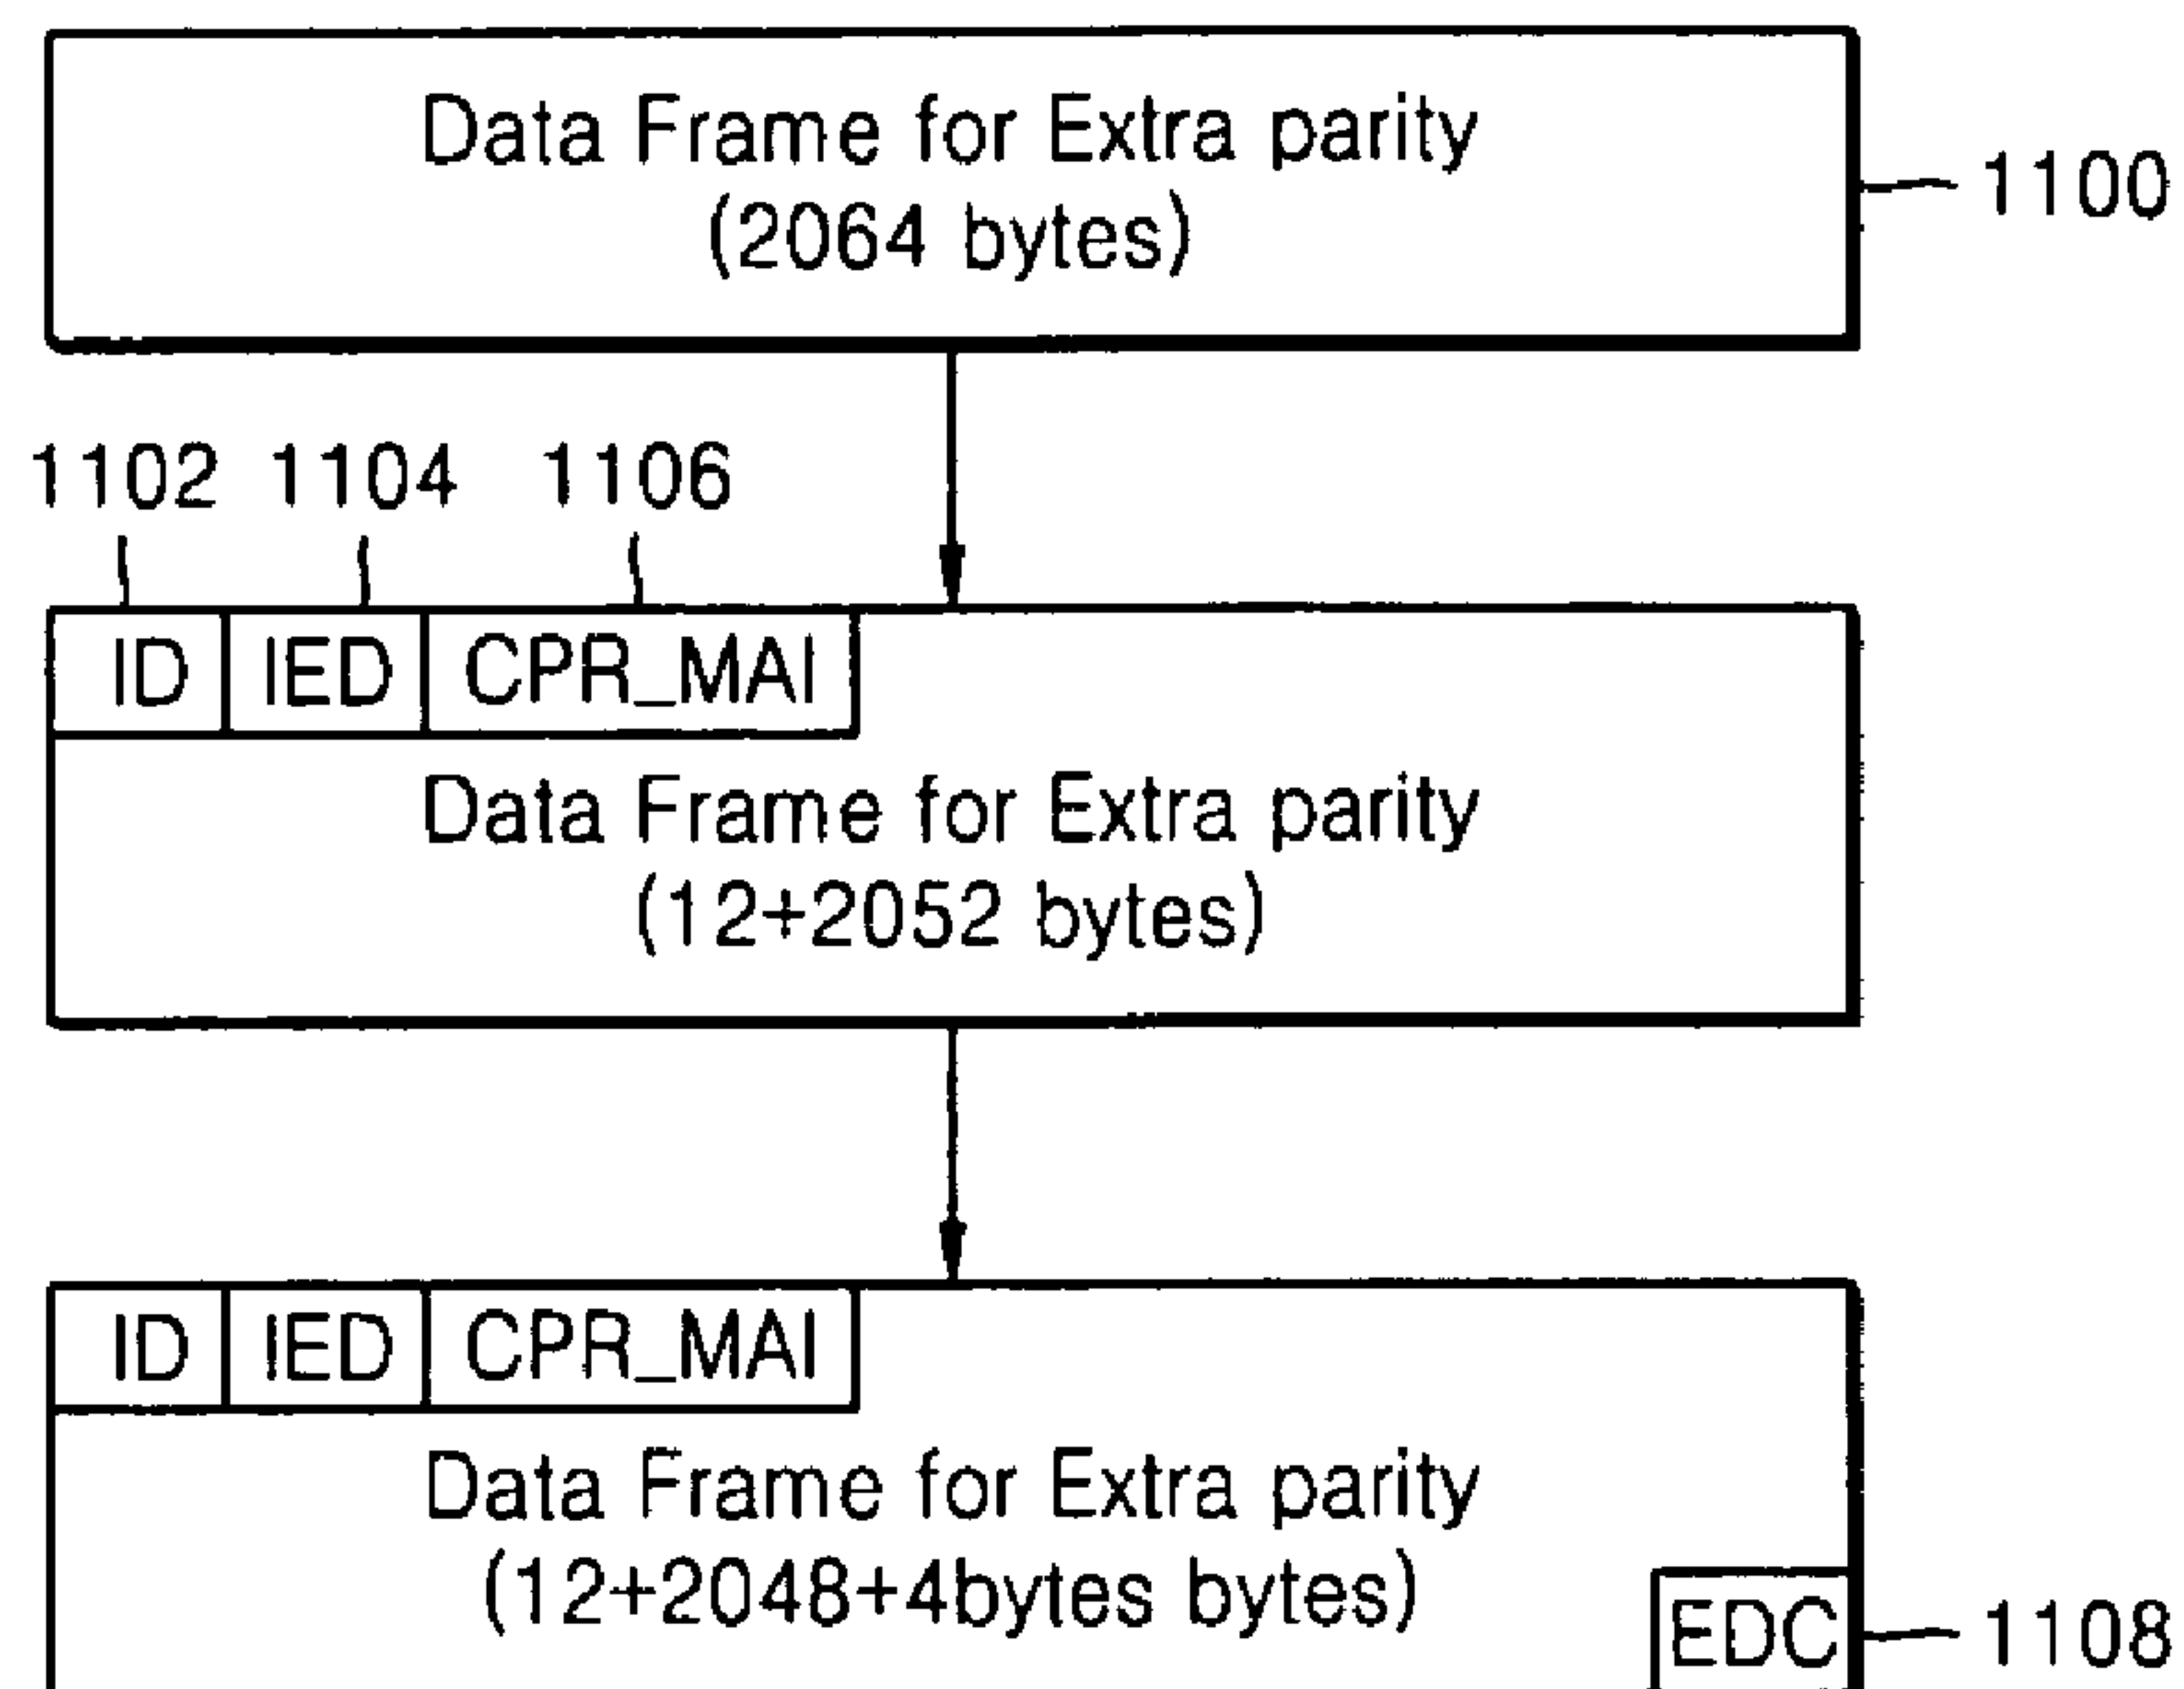 Data Frame for Extra parity
(2064 bytes)
1100
1102 1104 1106
ID IED CPR_MAI
Data Frame for Extra parity
(12+2052 bytes)
ID IED CPR_MAI
Data Frame for Extra parity
(12+2048+4bytes bytes)
EDC 1108